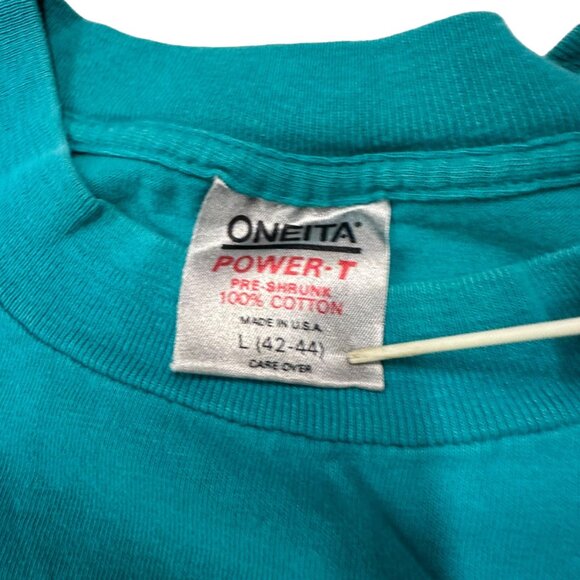 ONEITA®
POWER-T
PRE-SHRUNK
100% COTTON
MADE IN U.S.A.
L (42-44)
CARE OVER